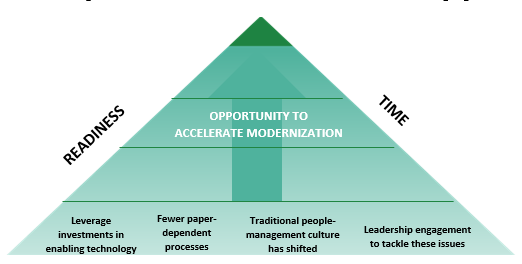 READINESS
TIME
OPPORTUNITY TO
ACCELERATE MODERNIZATION
Leverage
investments in
enabling technology
Fewer paper-
dependent
processes
Traditional people-
management culture
has shifted
Leadership engagement
to tackle these issues